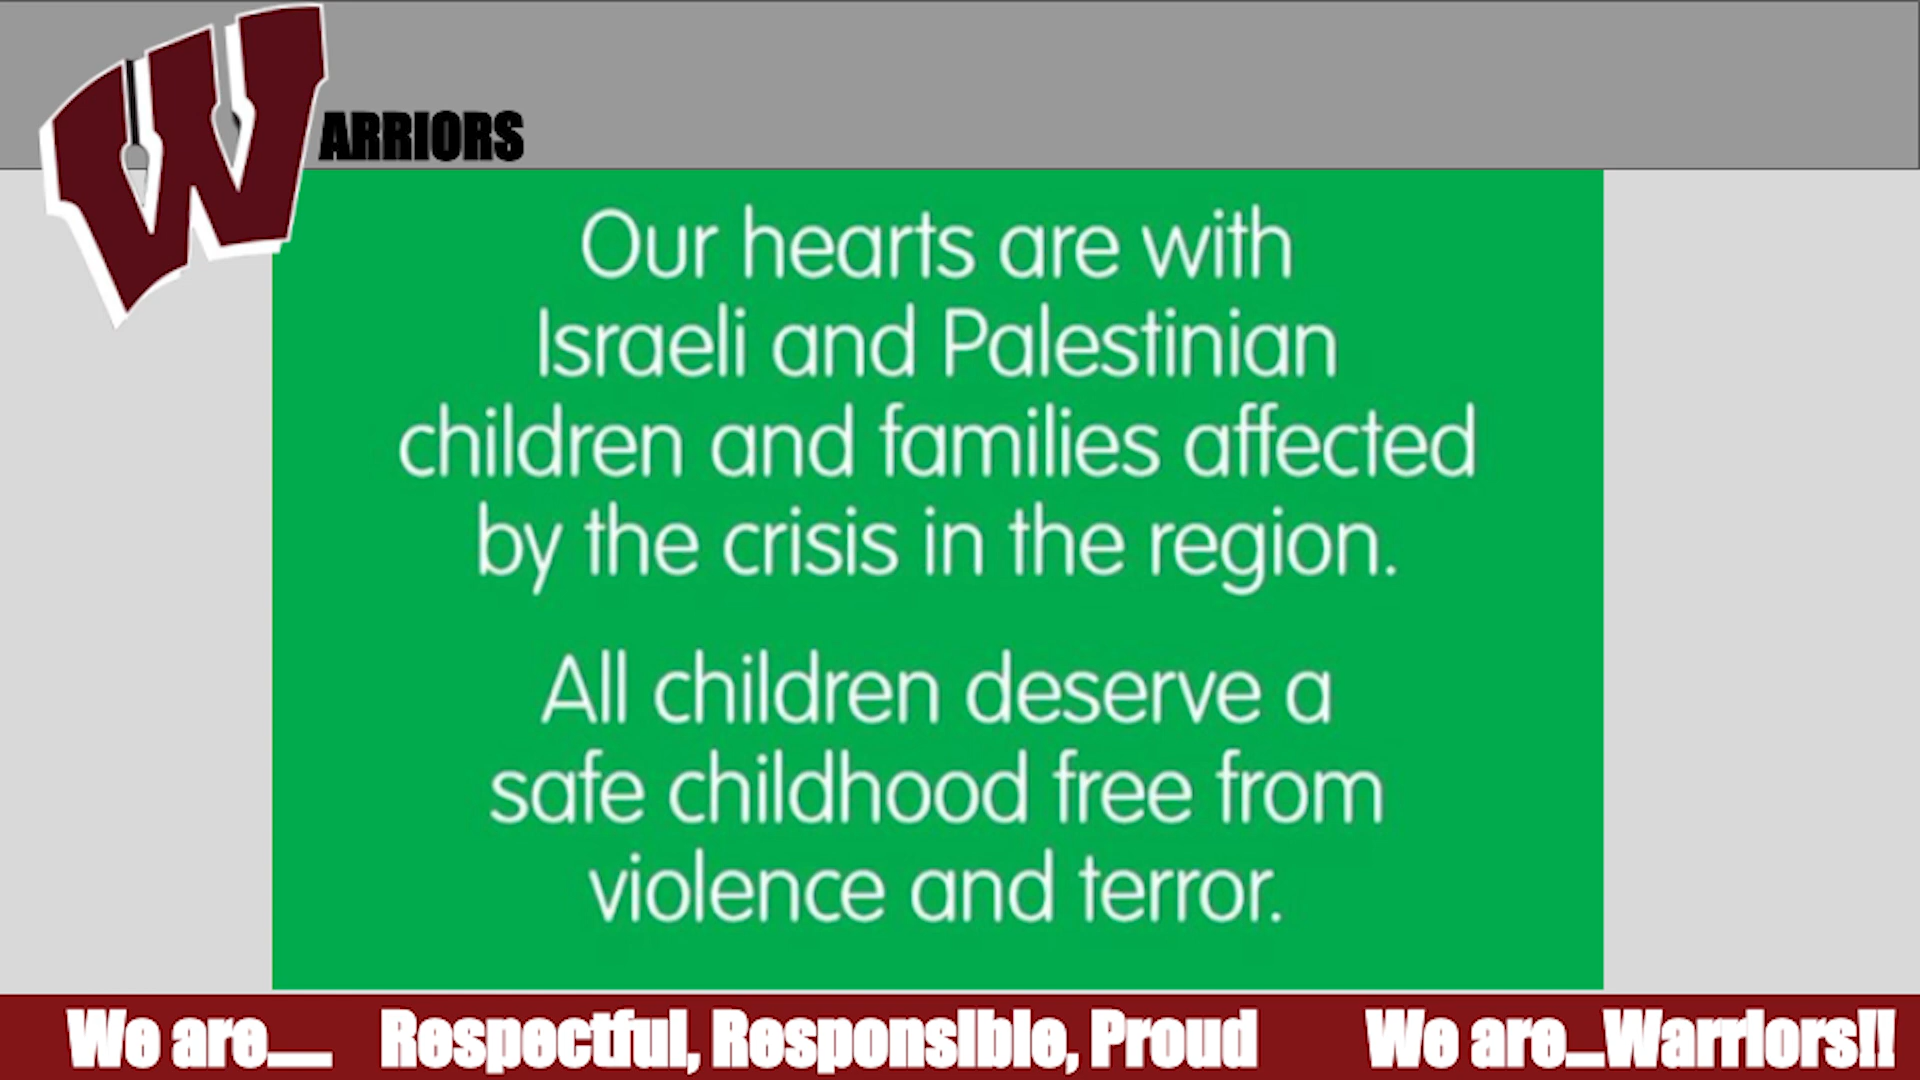 WARRIORS
Our hearts are with
Israeli and Palestinian
children and families affected
by the crisis in the region.
All children deserve a
safe childhood free from
violence and terror.
We are..... Respectful, Responsible, Proud We are...Warriors!!